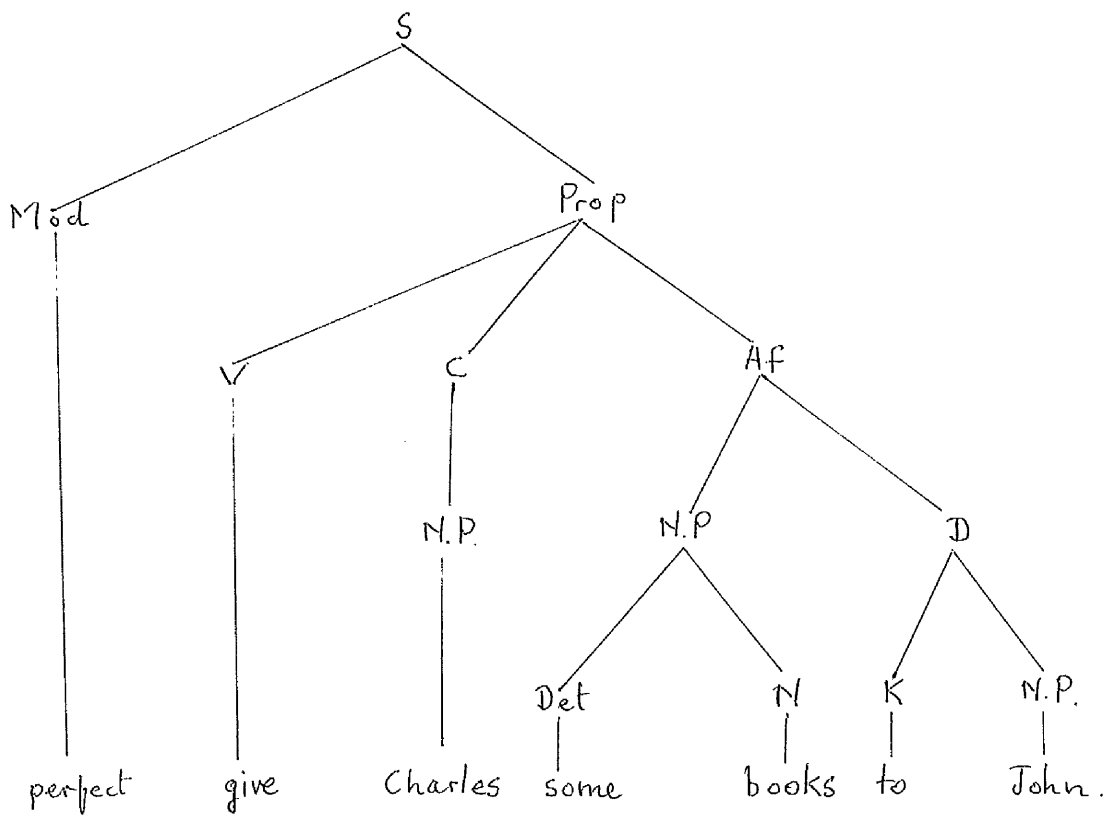 S
Mod Prop
V C Af
N.P. N.P D
Det N K N.P.
perfect give Charles some books to John.